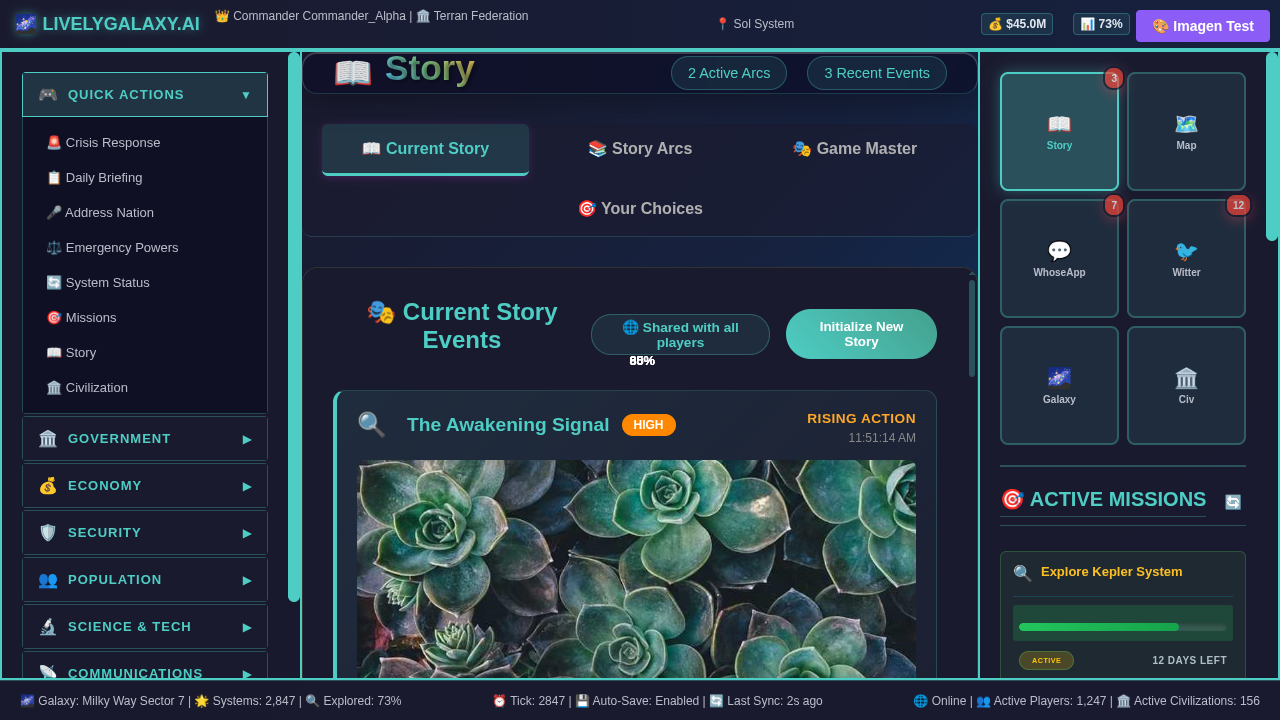 🌌 LIVELYGALAXY.AI
👑 Commander Commander_Alpha | 🏛️ Terran Federation
📍 Sol System
💰 $45.0M
📊 73%
🎨 Imagen Test
🎮 QUICK ACTIONS ▼
🚨 Crisis Response
📋 Daily Briefing
🎤 Address Nation
⚖️ Emergency Powers
🔄 System Status
🎯 Missions
📖 Story
🏛️ Civilization
🏛️ GOVERNMENT ▶
💰 ECONOMY ▶
🛡️ SECURITY ▶
👥 POPULATION ▶
🔬 SCIENCE & TECH ▶
📡 COMMUNICATIONS ▶
📖 Story
2 Active Arcs
3 Recent Events
📖 Current Story
📚 Story Arcs
🎭 Game Master
🎯 Your Choices
🎭 Current Story
Events
🌐 Shared with all
players
Initialize New
Story
🔍 The Awakening Signal
HIGH
RISING ACTION
11:51:14 AM
3
📖
Story
🗺️
Map
7
💬
WhoseApp
12
🐦
Witter
🌌
Galaxy
🏛️
Civ
🎯 ACTIVE MISSIONS 🔄
🔍 Explore Kepler System
ACTIVE
12 DAYS LEFT
🌌 Galaxy: Milky Way Sector 7 | 🌟 Systems: 2,847 | 🔍 Explored: 73%
⏰ Tick: 2847 | 💾 Auto-Save: Enabled | 🔄 Last Sync: 2s ago
🌐 Online | 👥 Active Players: 1,247 | 🏛️ Active Civilizations: 156